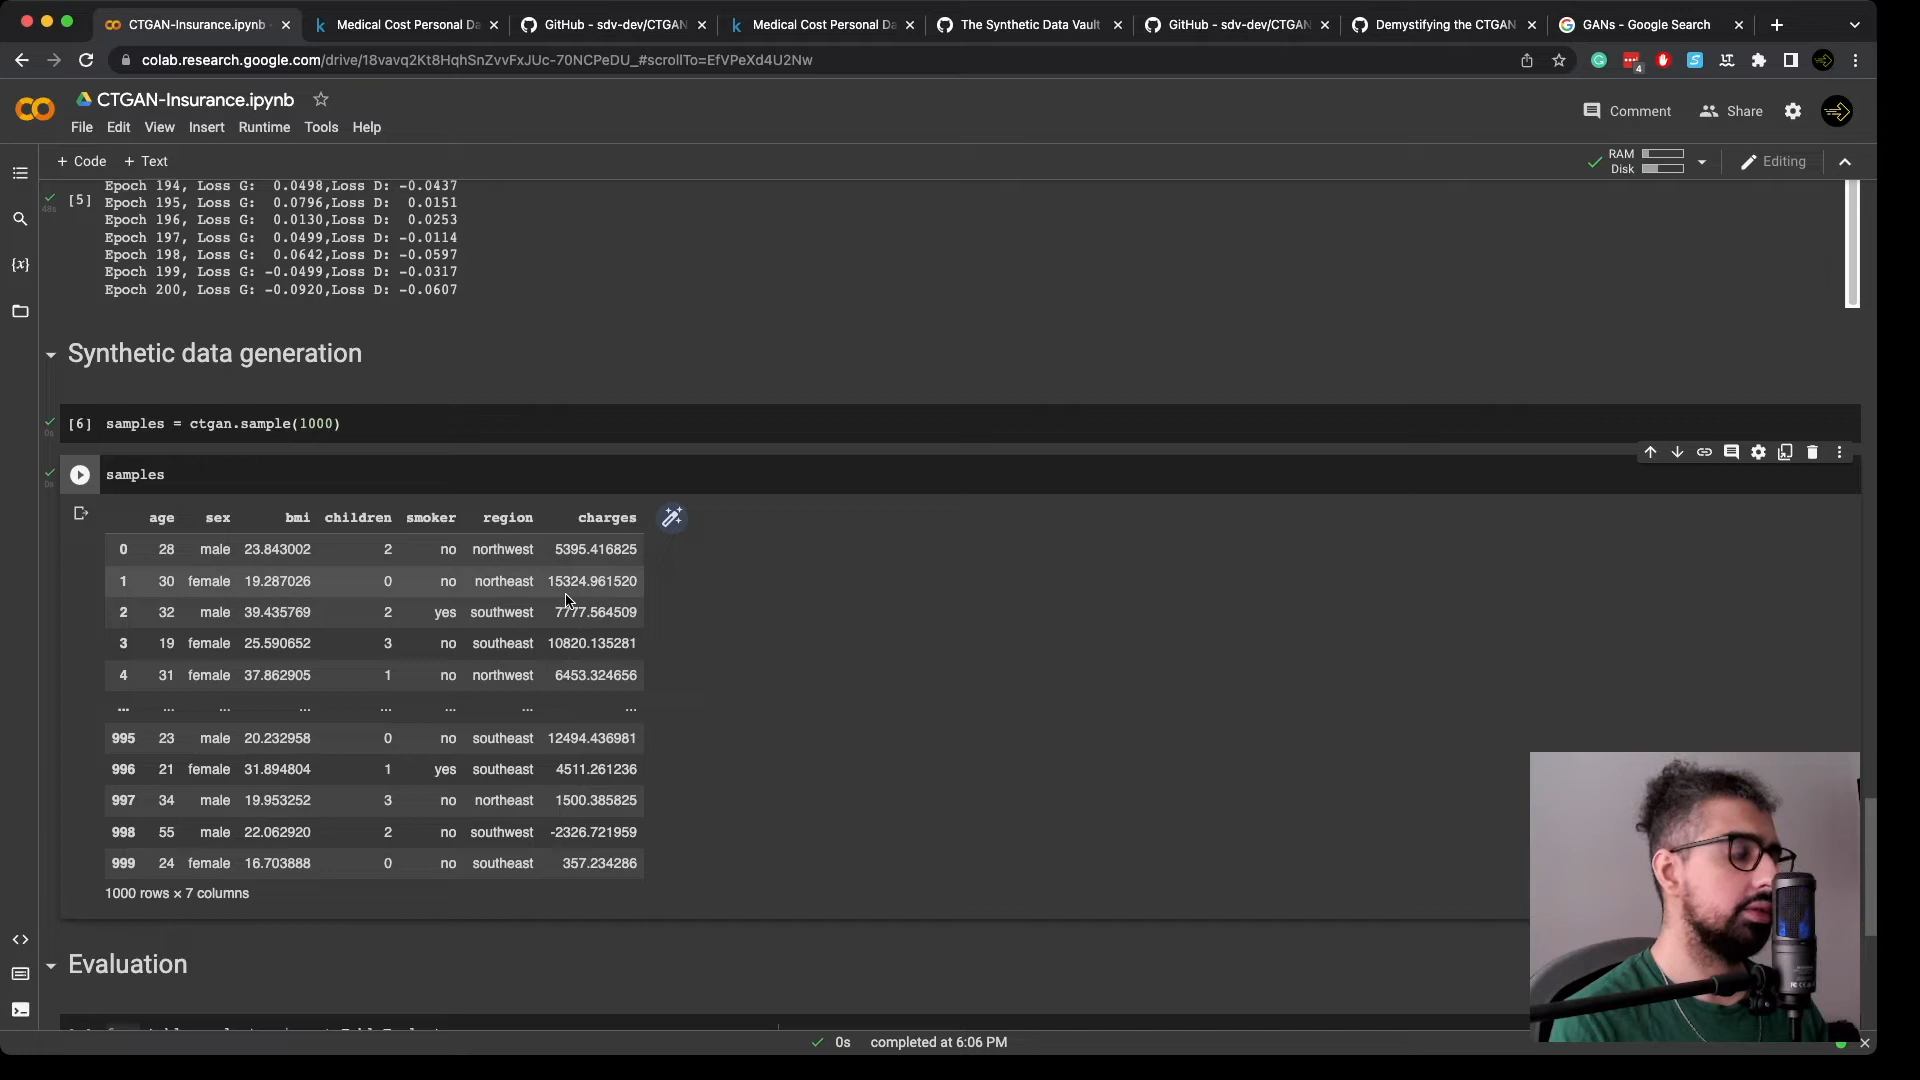 CTGAN-Insurance.ipynb -
Medical Cost Personal Da
GitHub - sdv-dev/CTGAN
Medical Cost Personal Da
The Synthetic Data Vault
GitHub - sdv-dev/CTGAN
Demystifying the CTGAN
GANs - Google Search
colab.research.google.com/drive/18vavq2Kt8HqhSnZvvFxJUc-70NCPeDU_#scrollTo=EfVPeXd4U2Nw
4
CTGAN-Insurance.ipynb
Comment
Share
File Edit View Insert Runtime Tools Help
+ Code + Text
RAM
Disk
Editing
Epoch 194, Loss G:  0.0498,Loss D: -0.0437
[5]
48s
Epoch 195, Loss G:  0.0796,Loss D:  0.0151
Epoch 196, Loss G:  0.0130,Loss D:  0.0253
Epoch 197, Loss G:  0.0499,Loss D: -0.0114
Epoch 198, Loss G:  0.0642,Loss D: -0.0597
Epoch 199, Loss G: -0.0499,Loss D: -0.0317
Epoch 200, Loss G: -0.0920,Loss D: -0.0607
{x}
Synthetic data generation
[6] samples = ctgan.sample(1000)
0s
samples
0s
age sex bmi children smoker region charges
0 28 male 23.843002 2 no northwest 5395.416825
1 30 female 19.287026 0 no northeast 15324.961520
2 32 male 39.435769 2 yes southwest 7777.564509
3 19 female 25.590652 3 no southeast 10820.135281
4 31 female 37.862905 1 no northwest 6453.324656
... ... ... ... ... ... ... ...
995 23 male 20.232958 0 no southeast 12494.436981
996 21 female 31.894804 1 yes southeast 4511.261236
997 34 male 19.953252 3 no northeast 1500.385825
998 55 male 22.062920 2 no southwest -2326.721959
999 24 female 16.703888 0 no southeast 357.234286
1000 rows × 7 columns
Evaluation
0s completed at 6:06 PM